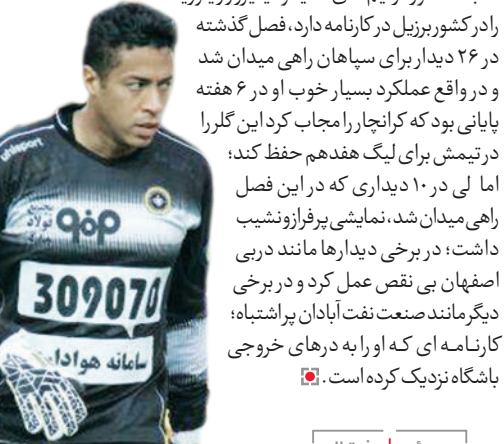 را در کشور برزیل در کارنامه دارد، فصل گذشته
در ۲۶ دیدار برای سپاهان راهی میدان شد
و در واقع عملکرد بسیار خوب او در ۶ هفته
پایانی بود که کرانچار را مجاب کرد این گلر را
در تیمش برای لیگ هفدهم حفظ کند؛
اما لی در ۱۰ دیداری که در این فصل
راهی میدان شد، نمایشی پرفرازونشیب
داشت؛ در برخی دیدارها مانند دربی
اصفهان بی نقص عمل کرد و در برخی
دیگر مانند صنعت نفت آبادان پراشتباه؛
کارنامه ای که او را به درهای خروجی
باشگاه نزدیک کرده است.
uhlsport
فولاد
309070
سامانه هوادا